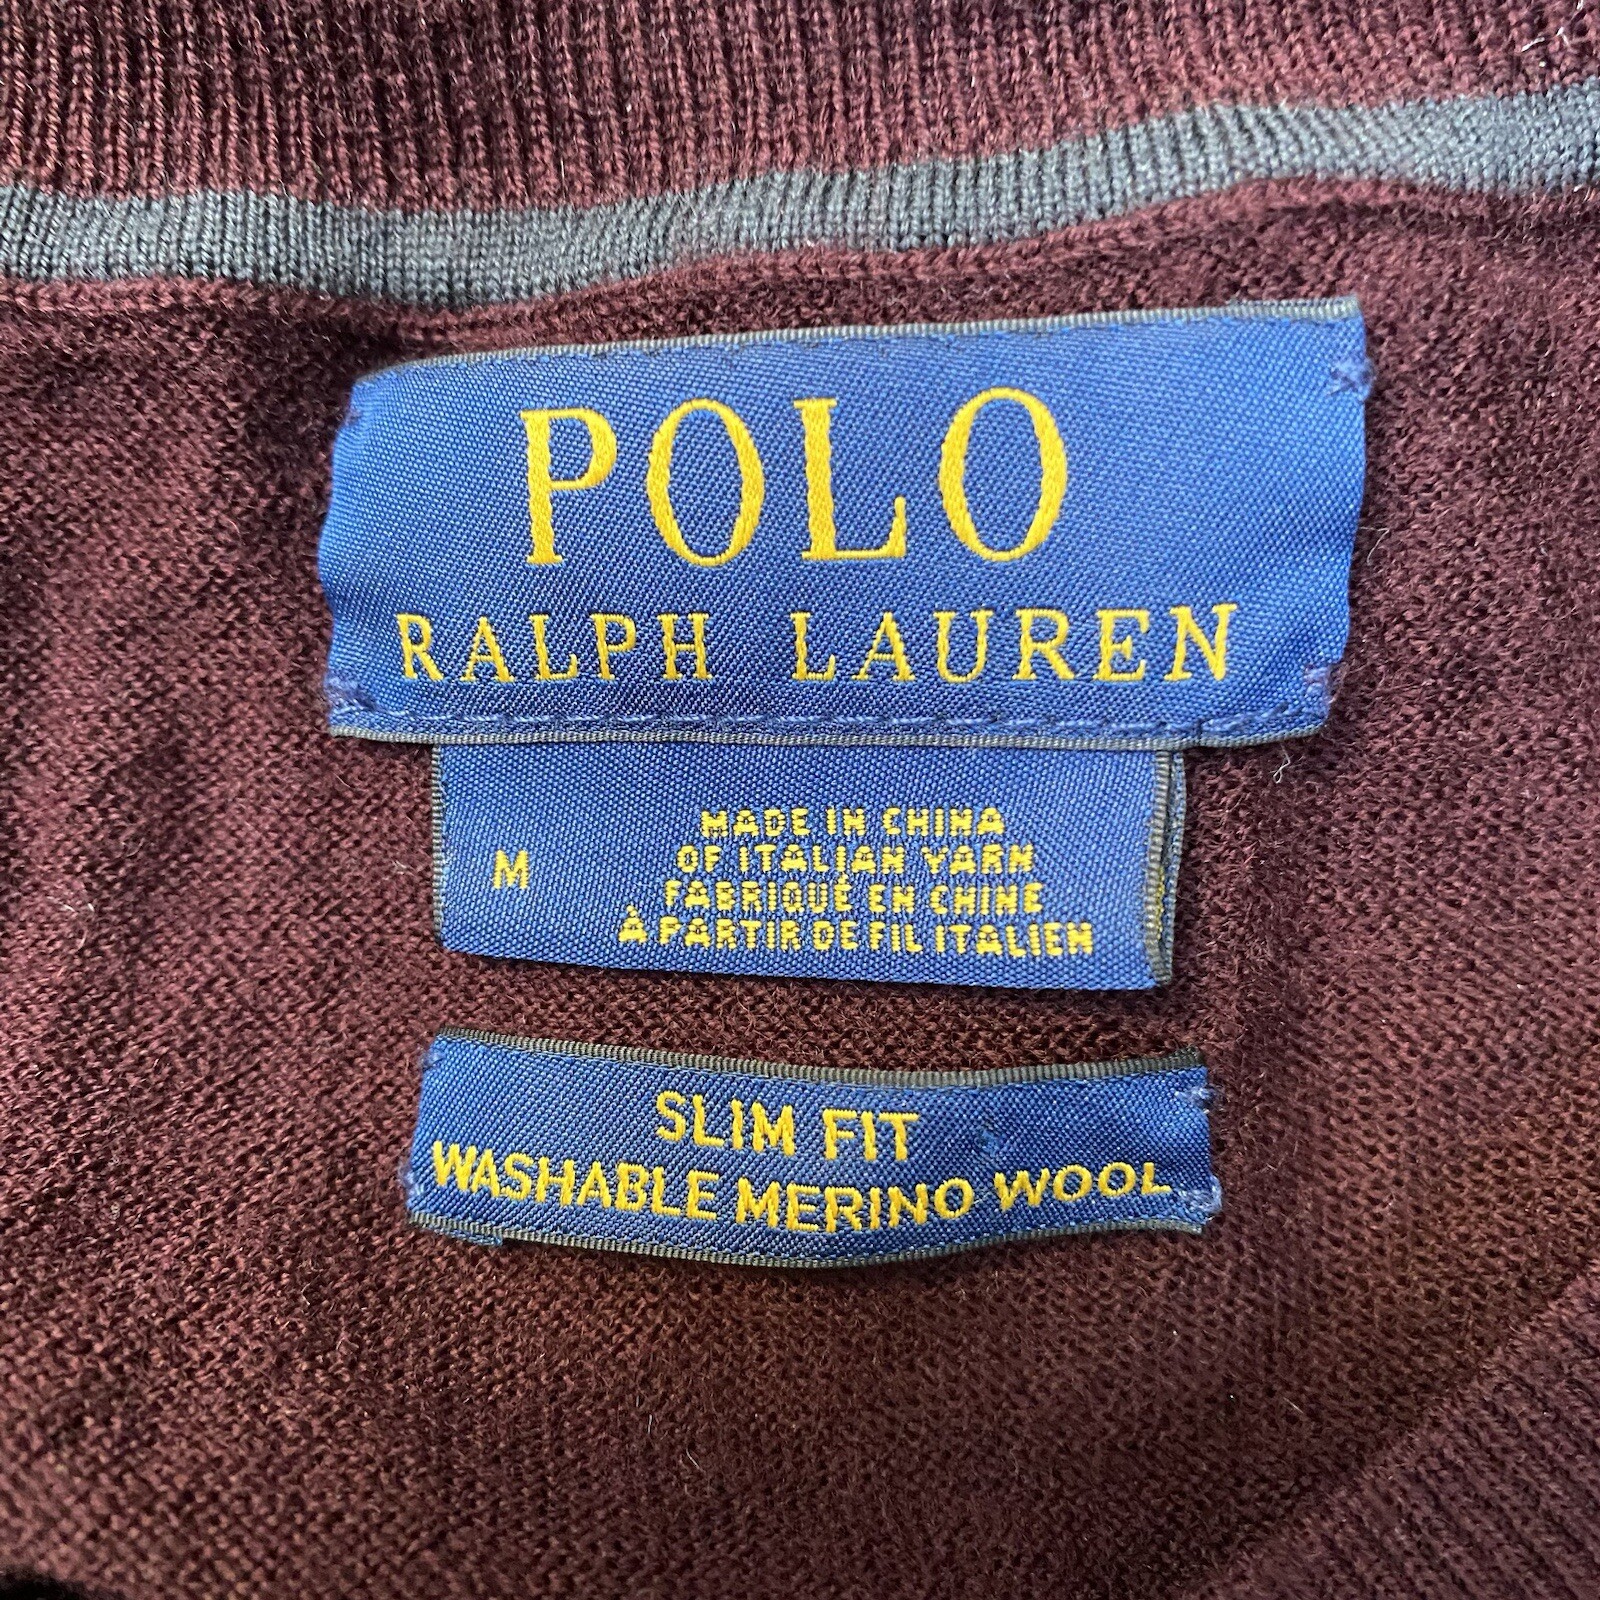 POLO
RALPH LAUREN
M
MADE IN CHINA
OF ITALIAN YARN
FABRIQUÉ EN CHINE
À PARTIR DE FIL ITALIEN
SLIM FIT
WASHABLE MERINO WOOL